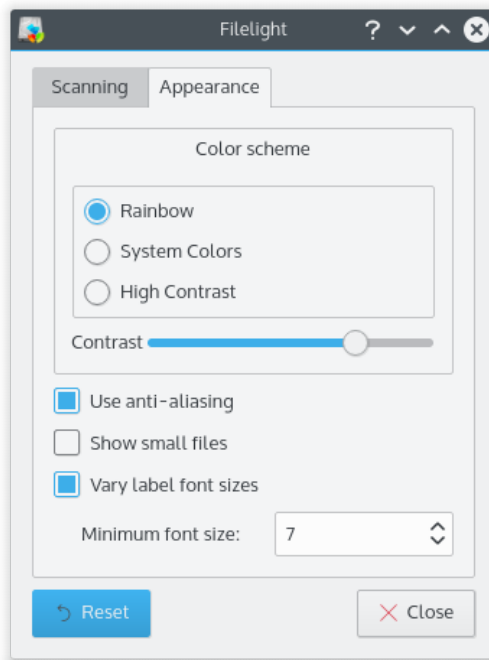 Filelight
Scanning Appearance
Color scheme
Rainbow
System Colors
High Contrast
Contrast
Use anti-aliasing
Show small files
Vary label font sizes
Minimum font size: 7
Reset Close